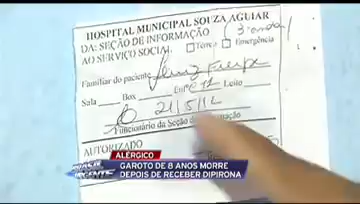 HOSPITAL MUNICIPAL SOUZA AGUIAR
DA: SEÇÃO DE INFORMAÇÃO
AO SERVIÇO SOCIAL
Torre
Emergência
Familiar do paciente
Sala Box Leito
21/5/12
Funcionário da Seção de
AUTORIZADO
ALÉRGICO
BRASIL URGENTE
GAROTO DE 8 ANOS MORRE
DEPOIS DE RECEBER DIPIRONA